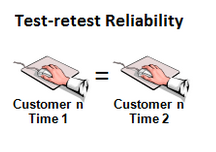 Test-retest Reliability
=
Customer n Customer n
Time 1 Time 2